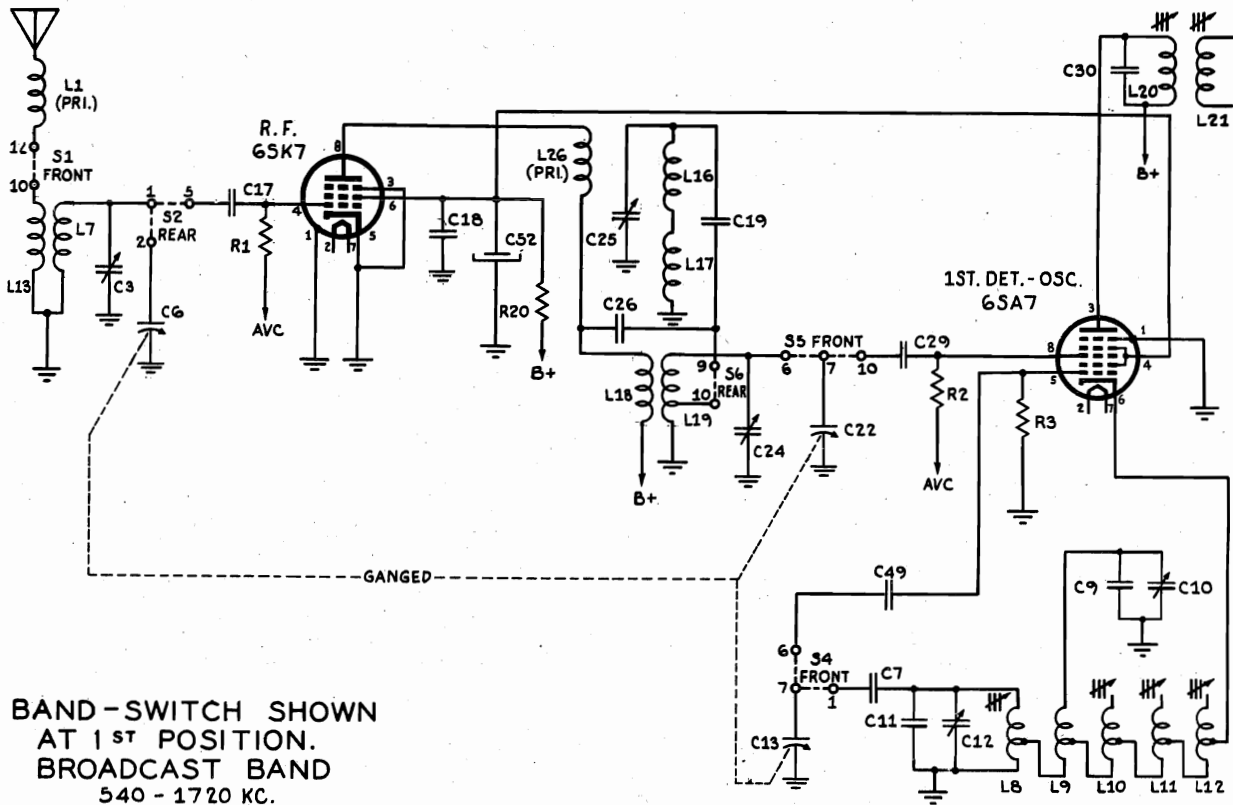 L1
(PRI.)
12
S1
FRONT
10
L7
L13
1
5
S2
REAR
2
C3
C6
C17
R1
AVC
R.F.
6SK7
8
3
6
4
1
2
7
5
C18
C52
R20
B+
L26
(PRI.)
L16
C25
C19
L17
C26
L18
L19
9
S6
REAR
10
B+
C24
S5 FRONT
6
7
10
C22
C29
R2
AVC
R3
1ST. DET.-OSC.
6SA7
3
1
8
4
5
2
7
6
C30
L20
L21
B+
GANGED
C49
6
S4
FRONT
7
1
C7
C13
C11
C12
C9
C10
L8
L9
L10
L11
L12
BAND-SWITCH SHOWN
AT 1ST POSITION.
BROADCAST BAND
540-1720 KC.